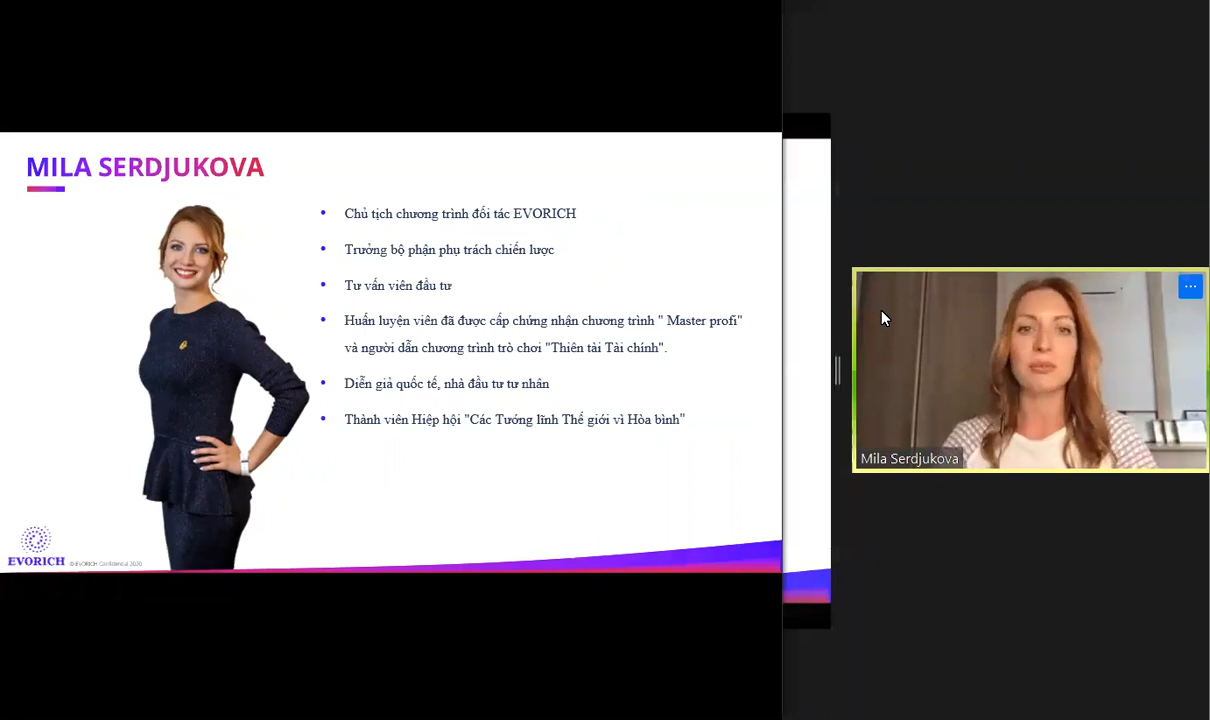 MILA SERDJUKOVA
• Chủ tịch chương trình đối tác EVORICH
• Trưởng bộ phận phụ trách chiến lược
• Tư vấn viên đầu tư
• Huấn luyện viên đã được cấp chứng nhận chương trình " Master profi"
và người dẫn chương trình trò chơi "Thiên tài Tài chính".
• Diễn giả quốc tế, nhà đầu tư tư nhân
• Thành viên Hiệp hội "Các Tướng lĩnh Thế giới vì Hòa bình"
EVORICH
© EVORICH Confidential 2020
Mila Serdjukova